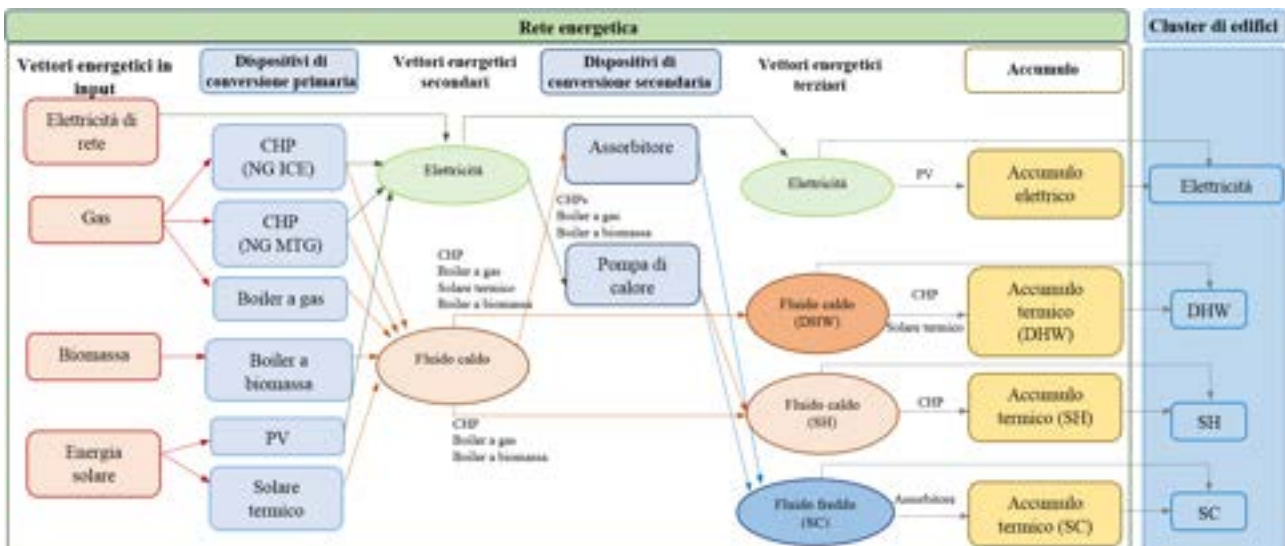 Rete energetica
Cluster di edifici
Vettori energetici in
input
Dispositivi di
conversione primaria
Vettori energetici
secondari
Dispositivi di
conversione secondaria
Vettori energetici
terziari
Accumulo
Elettricità di
rete
Gas
Biomassa
Energia
solare
CHP
(NG ICE)
CHP
(NG MTG)
Boiler a gas
Boiler a
biomassa
PV
Solare
termico
Elettricità
CHP
Boiler a gas
Solare termico
Boiler a biomassa
Fluido caldo
CHP
Boiler a gas
Boiler a biomassa
Assorbitore
CHPs
Boiler a gas
Boiler a biomassa
Pompa di
calore
Elettricità
Fluido caldo
(DHW)
Fluido caldo
(SH)
Fluido freddo
(SC)
PV
CHP
Solare termico
CHP
Assorbitore
Accumulo
elettrico
Accumulo
termico
(DHW)
Accumulo
termico (SH)
Accumulo
termico (SC)
Elettricità
DHW
SH
SC